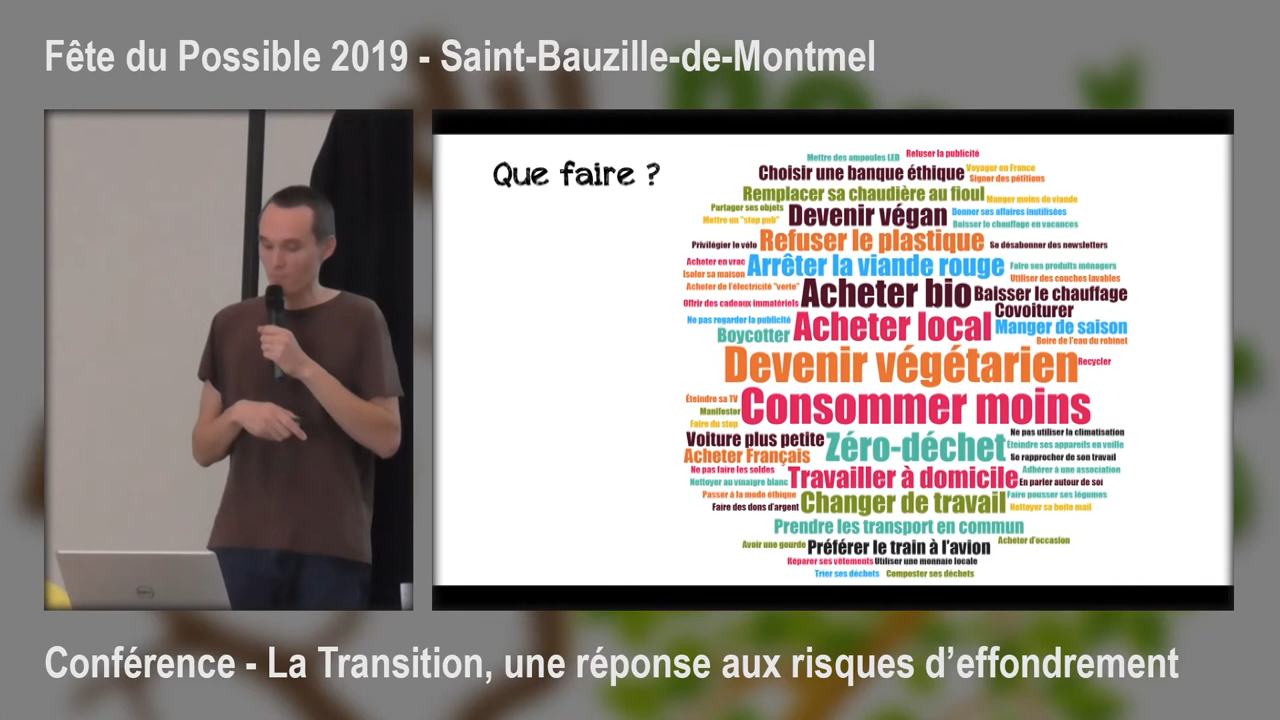 Fête du Possible 2019 - Saint-Bauzille-de-Montmel
Que faire ?
Mettre des ampoules LED
Refuser la publicité
Choisir une banque éthique
Voyager en France
Signer des pétitions
Remplacer sa chaudière au fioul
Manger moins de viande
Partager ses objets
Mettre un "stop pub"
Devenir végan
Donner ses affaires inutilisées
Baisser le chauffage en vacances
Privilégier le vélo
Refuser le plastique
Se désabonner des newsletters
Acheter en vrac
Isoler sa maison
Arrêter la viande rouge
Faire ses produits ménagers
Utiliser des couches lavables
Acheter de l'électricité "verte"
Offrir des cadeaux immatériels
Acheter bio
Baisser le chauffage
Covoiturer
Ne pas regarder la publicité
Boycotter
Acheter local
Manger de saison
Boire de l'eau du robinet
Devenir végétarien
Recycler
Éteindre sa TV
Manifester
Faire du stop
Consommer moins
Voiture plus petite
Acheter Français
Zéro-déchet
Ne pas utiliser la climatisation
Éteindre ses appareils en veille
Se rapprocher de son travail
Ne pas faire les soldes
Nettoyer au vinaigre blanc
Travailler à domicile
Adhérer à une association
En parler autour de soi
Passer à la mode éthique
Faire des dons d'argent
Changer de travail
Faire pousser ses légumes
Nettoyer sa boite mail
Prendre les transport en commun
Avoir une gourde
Préférer le train à l'avion
Acheter d'occasion
Réparer ses vêtements
Utiliser une monnaie locale
Trier ses déchets
Composter ses déchets
DELL
Conférence - La Transition, une réponse aux risques d'effondrement